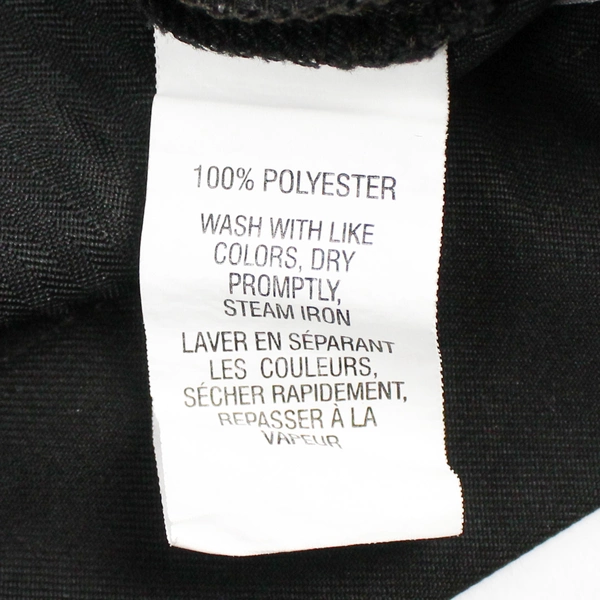 100% POLYESTER
WASH WITH LIKE
COLORS, DRY
PROMPTLY,
STEAM IRON
LAVER EN SÉPARANT
LES COULEURS,
SÉCHER RAPIDEMENT,
REPASSER À LA
VAPEUR